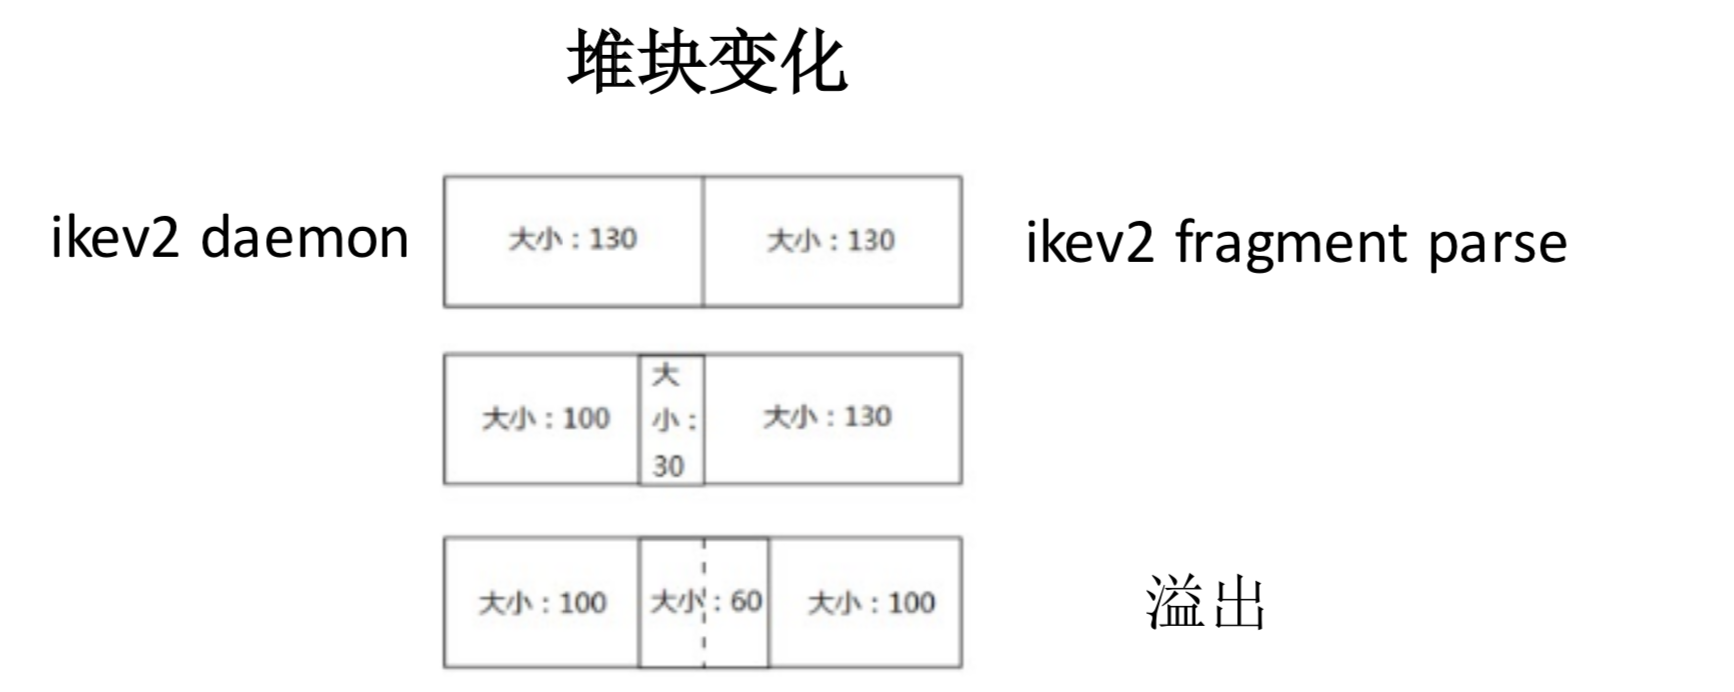 堆块变化
ikev2 daemon
大小：130
大小：130
ikev2 fragment parse
大小：100
大
小：
30
大小：130
大小：100
大小：60
大小：100
溢出